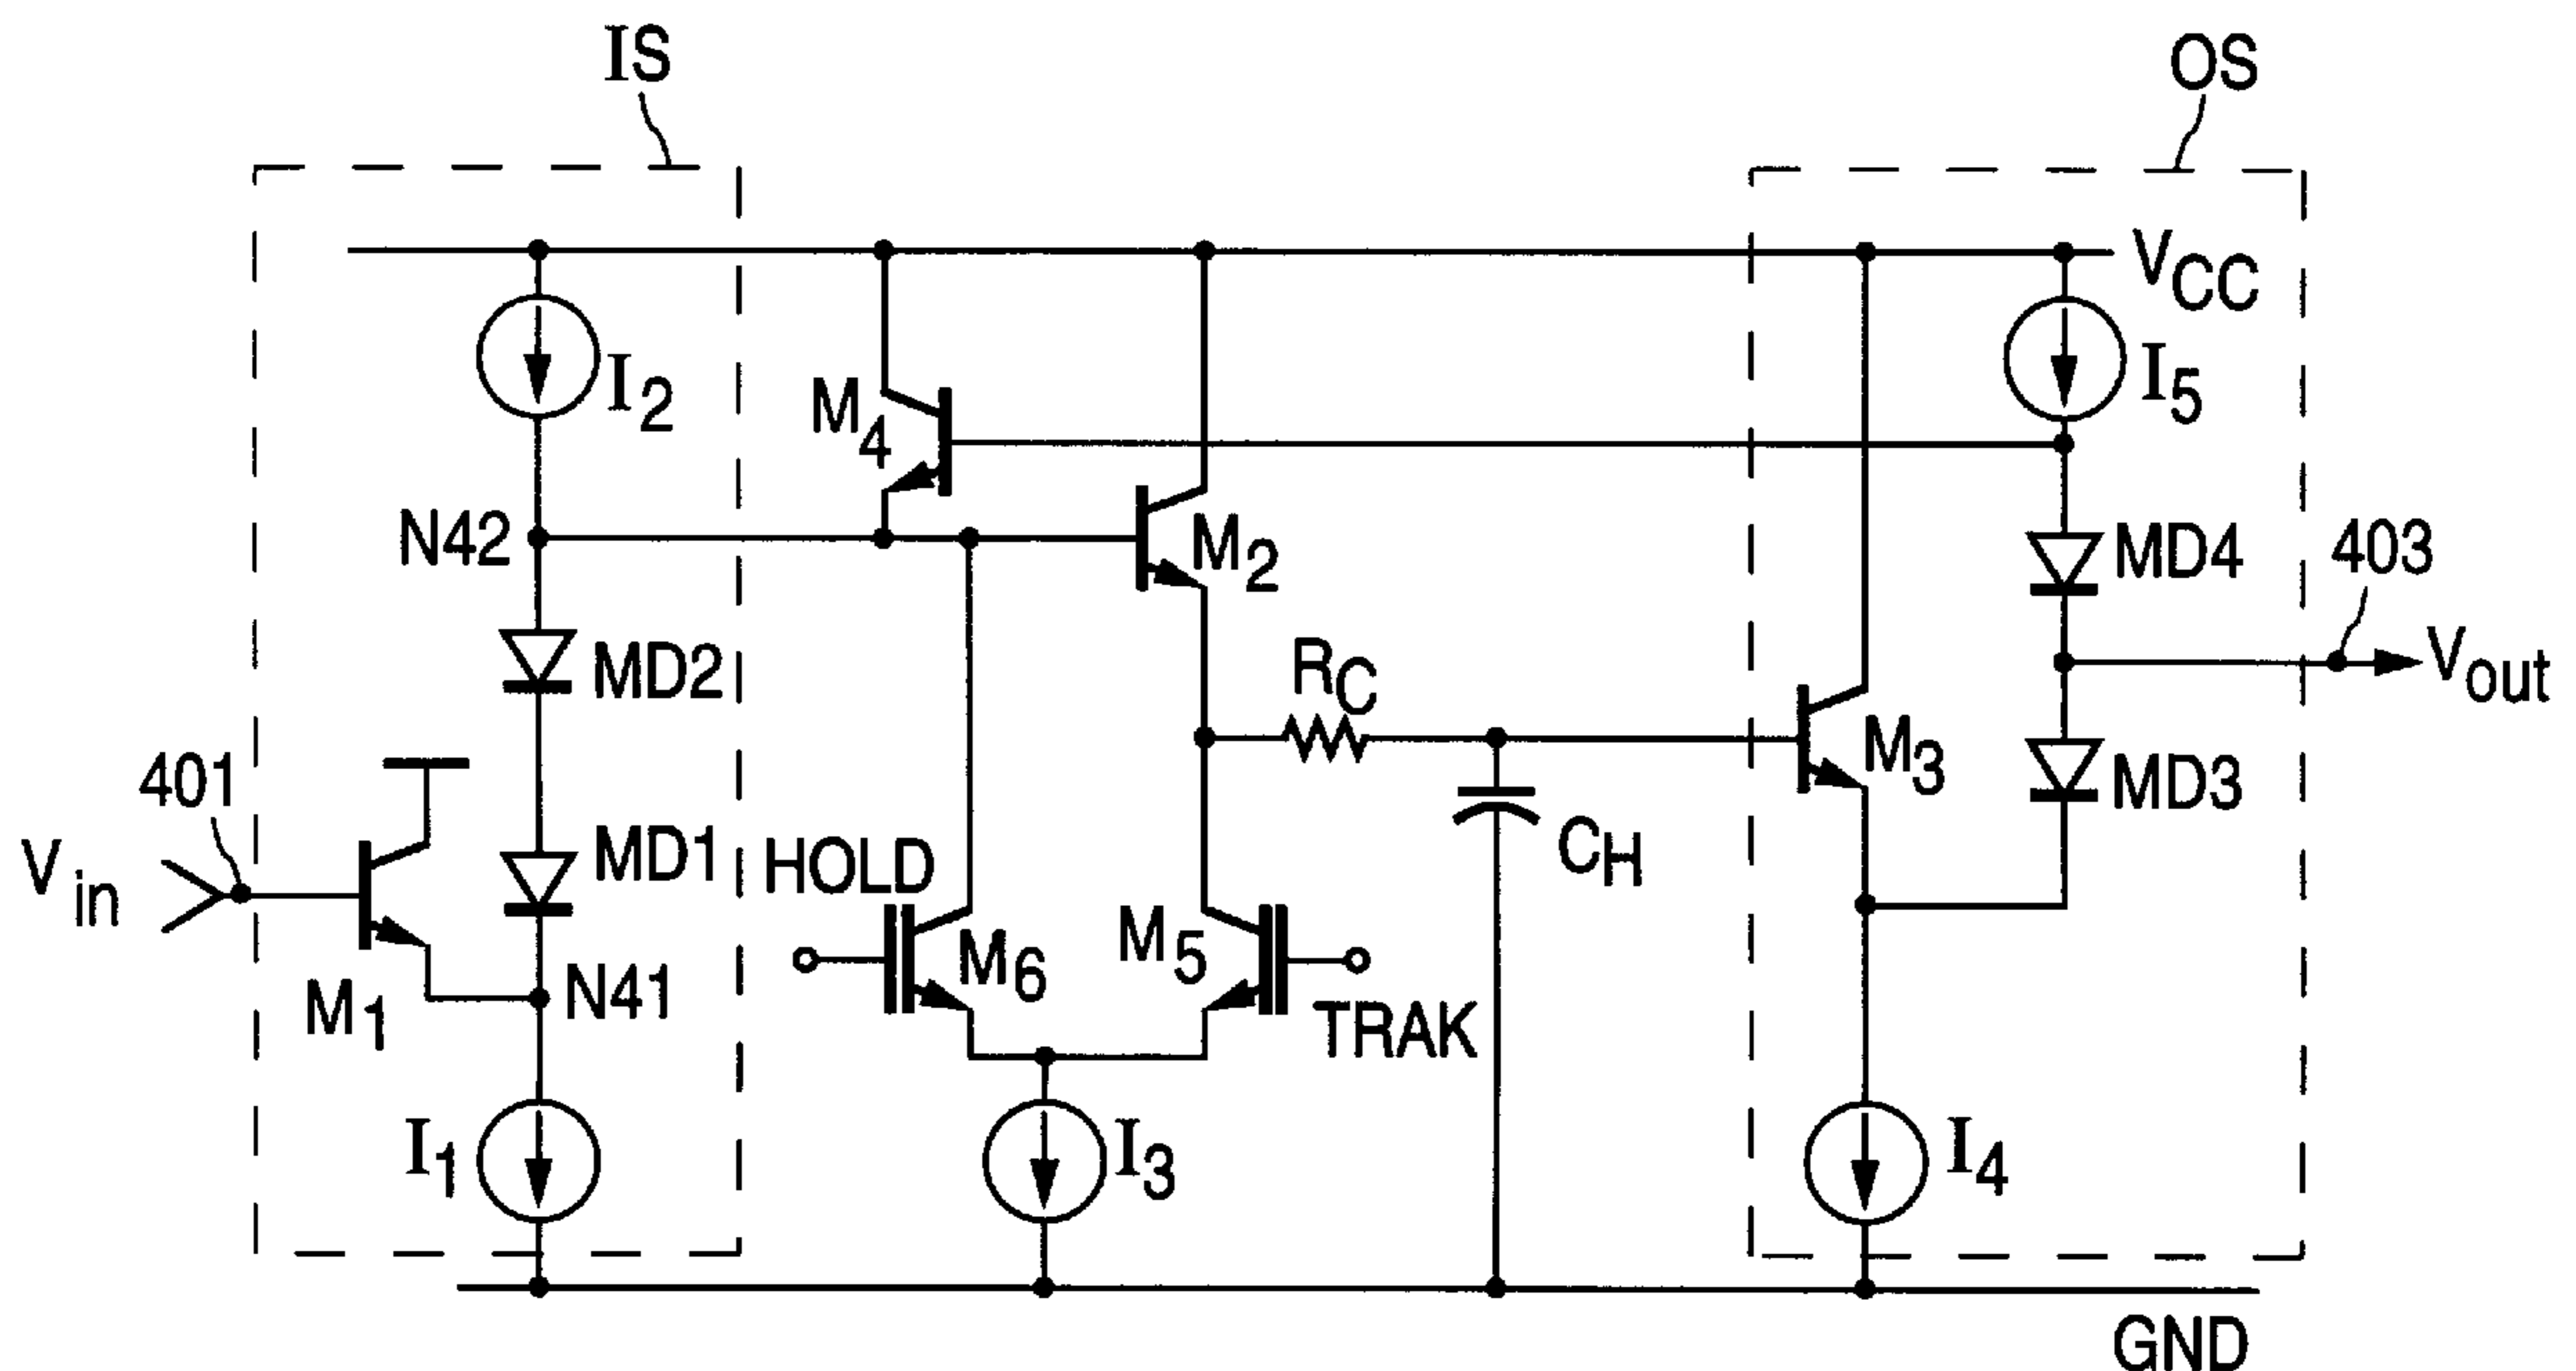 IS
OS
VCC
I2
I5
M4
N42
M2
MD4
403
Vout
MD2
RC
M3
MD3
401
Vin
MD1
HOLD
CH
M6
M5
TRAK
M1
N41
I1
I3
I4
GND